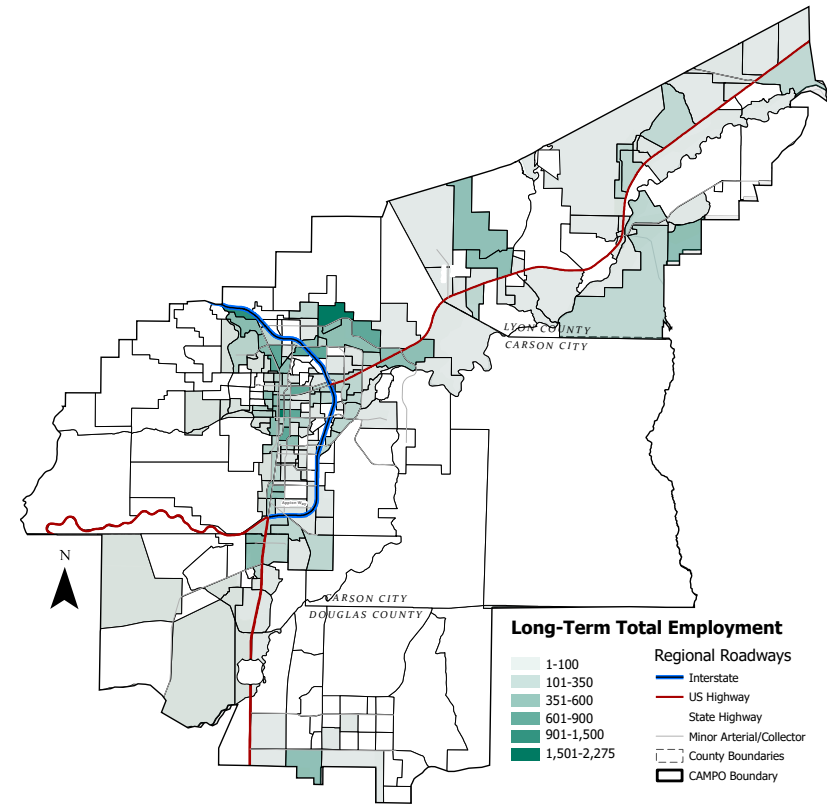 LYON COUNTY
CARSON CITY
N
CARSON CITY
DOUGLAS COUNTY
Long-Term Total Employment
1-100
101-350
351-600
601-900
901-1,500
1,501-2,275
Regional Roadways
Interstate
US Highway
State Highway
Minor Arterial/Collector
County Boundaries
CAMPO Boundary